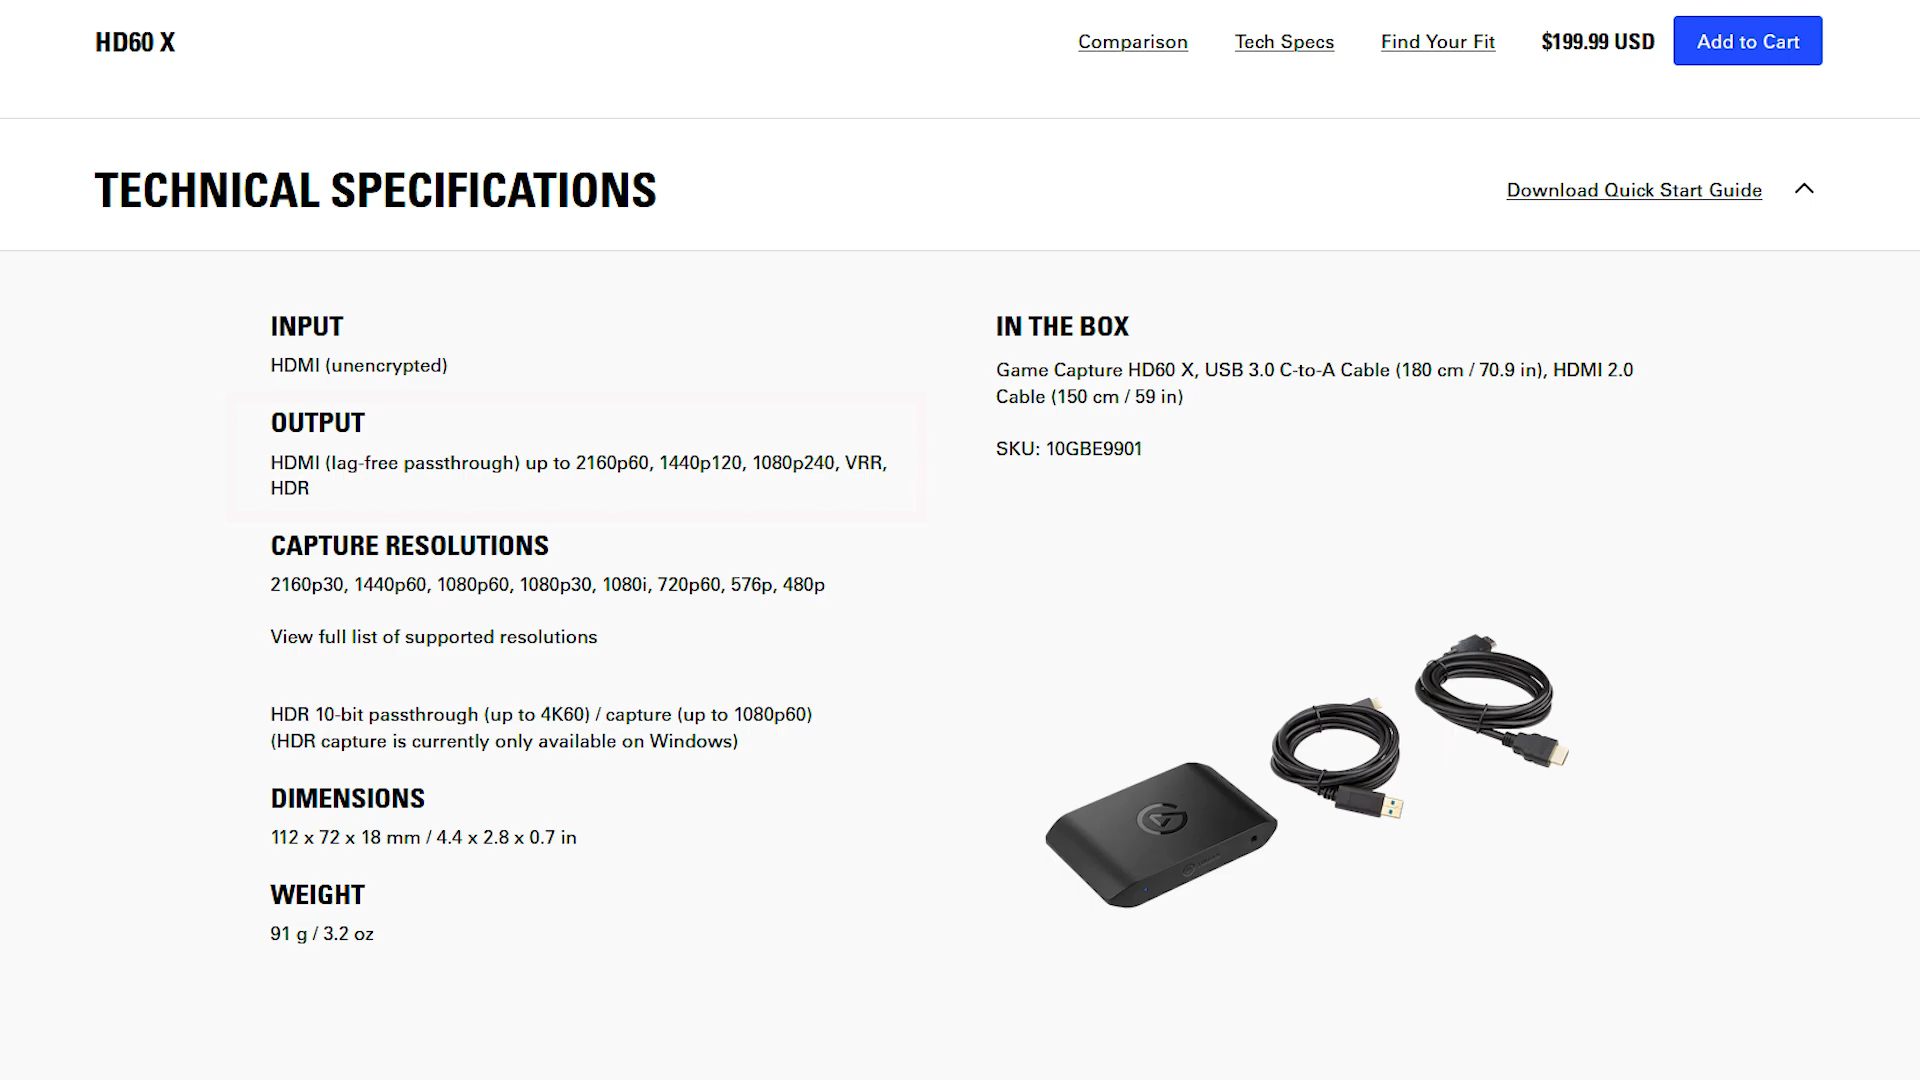 HD60 X
Comparison
Tech Specs
Find Your Fit
$199.99 USD
Add to Cart
TECHNICAL SPECIFICATIONS
Download Quick Start Guide
INPUT
HDMI (unencrypted)
OUTPUT
HDMI (lag-free passthrough) up to 2160p60, 1440p120, 1080p240, VRR,
HDR
CAPTURE RESOLUTIONS
2160p30, 1440p60, 1080p60, 1080p30, 1080i, 720p60, 576p, 480p
View full list of supported resolutions
HDR 10-bit passthrough (up to 4K60) / capture (up to 1080p60)
(HDR capture is currently only available on Windows)
DIMENSIONS
112 x 72 x 18 mm / 4.4 x 2.8 x 0.7 in
WEIGHT
91 g / 3.2 oz
IN THE BOX
Game Capture HD60 X, USB 3.0 C-to-A Cable (180 cm / 70.9 in), HDMI 2.0
Cable (150 cm / 59 in)
SKU: 10GBE9901